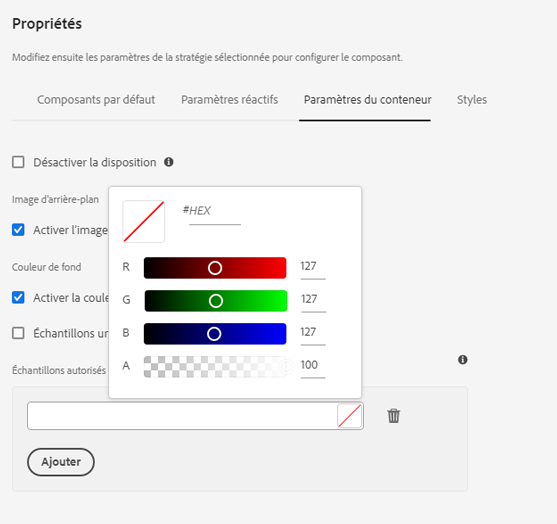 Propriétés
Modifiez ensuite les paramètres de la stratégie sélectionnée pour configurer le composant.
Composants par défaut Paramètres réactifs Paramètres du conteneur Styles
Désactiver la disposition
Image d'arrière-plan
#HEX
Activer l'image
Couleur de fond
R 127
Activer la coule
G 127
Échantillons un
B 127
Échantillons autorisés
A 100
Ajouter